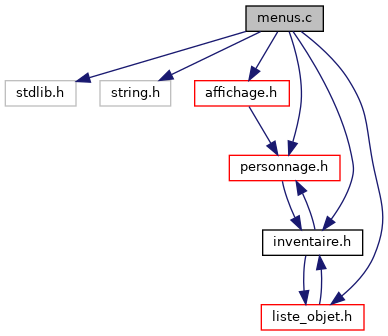 menus.c
stdlib.h
string.h
affichage.h
personnage.h
inventaire.h
liste_objet.h